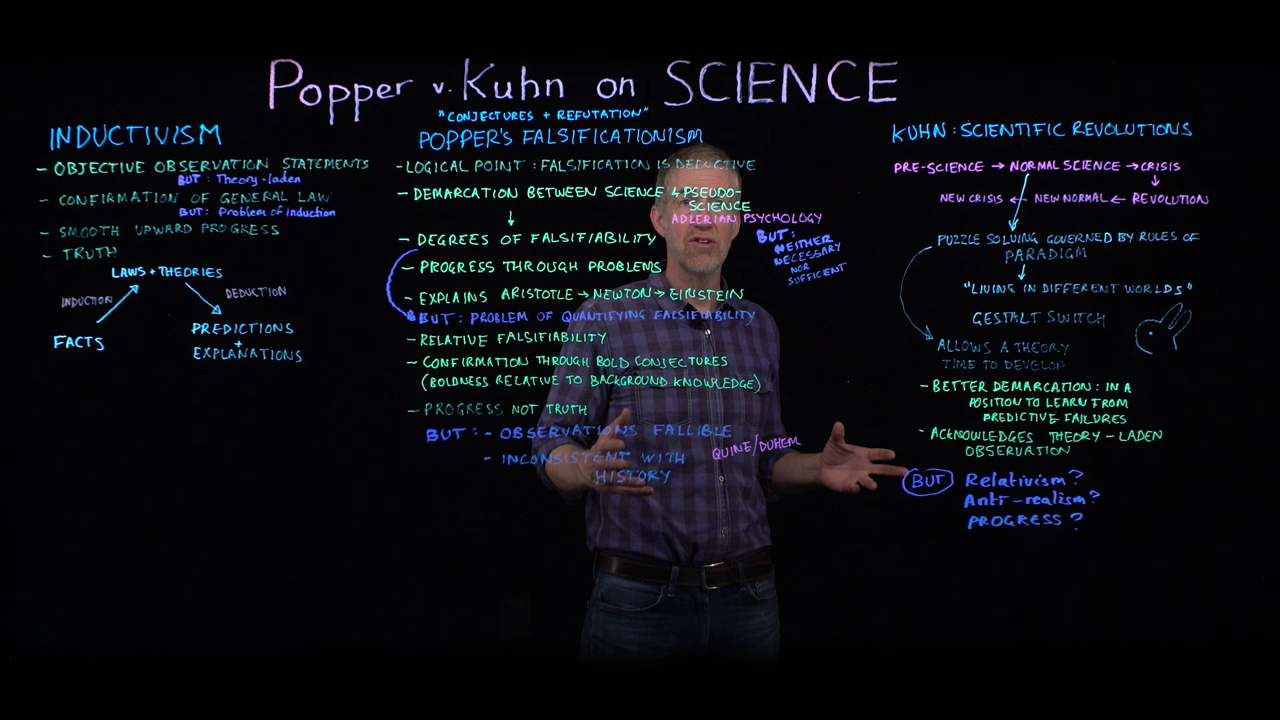 Popper v. Kuhn on SCIENCE
INDUCTIVISM
- OBJECTIVE OBSERVATION STATEMENTS
BUT: Theory-laden
- CONFIRMATION OF GENERAL LAW
BUT: Problem of Induction
- SMOOTH UPWARD PROGRESS
- TRUTH
LAWS + THEORIES
INDUCTION
DEDUCTION
FACTS
PREDICTIONS
+
EXPLANATIONS
"CONJECTURES + REFUTATION"
POPPER'S FALSIFICATIONISM
- LOGICAL POINT: FALSIFICATION IS DEDUCTIVE
- DEMARCATION BETWEEN SCIENCE & PSEUDO-
SCIENCE
ADLERIAN PSYCHOLOGY
BUT:
NEITHER
NECESSARY
NOR
SUFFICIENT
- DEGREES OF FALSIFIABILITY
- PROGRESS THROUGH PROBLEMS
- EXPLAINS ARISTOTLE → NEWTON → EINSTEIN
BUT: PROBLEM OF QUANTIFYING FALSIFIABILITY
- RELATIVE FALSIFIABILITY
- CONFIRMATION THROUGH BOLD CONJECTURES
(BOLDNESS RELATIVE TO BACKGROUND KNOWLEDGE)
- PROGRESS NOT TRUTH
BUT: - OBSERVATIONS FALLIBLE
QUINE/DUHEM
- INCONSISTENT WITH
HISTORY
KUHN: SCIENTIFIC REVOLUTIONS
PRE-SCIENCE → NORMAL SCIENCE → CRISIS
NEW CRISIS ← NEW NORMAL ← REVOLUTION
PUZZLE SOLVING GOVERNED BY RULES OF
PARADIGM
"LIVING IN DIFFERENT WORLDS"
GESTALT SWITCH
ALLOWS A THEORY
TIME TO DEVELOP
- BETTER DEMARCATION: IN A
POSITION TO LEARN FROM
PREDICTIVE FAILURES
- ACKNOWLEDGES THEORY-LADEN
OBSERVATION
BUT Relativism?
Anti-realism?
PROGRESS?